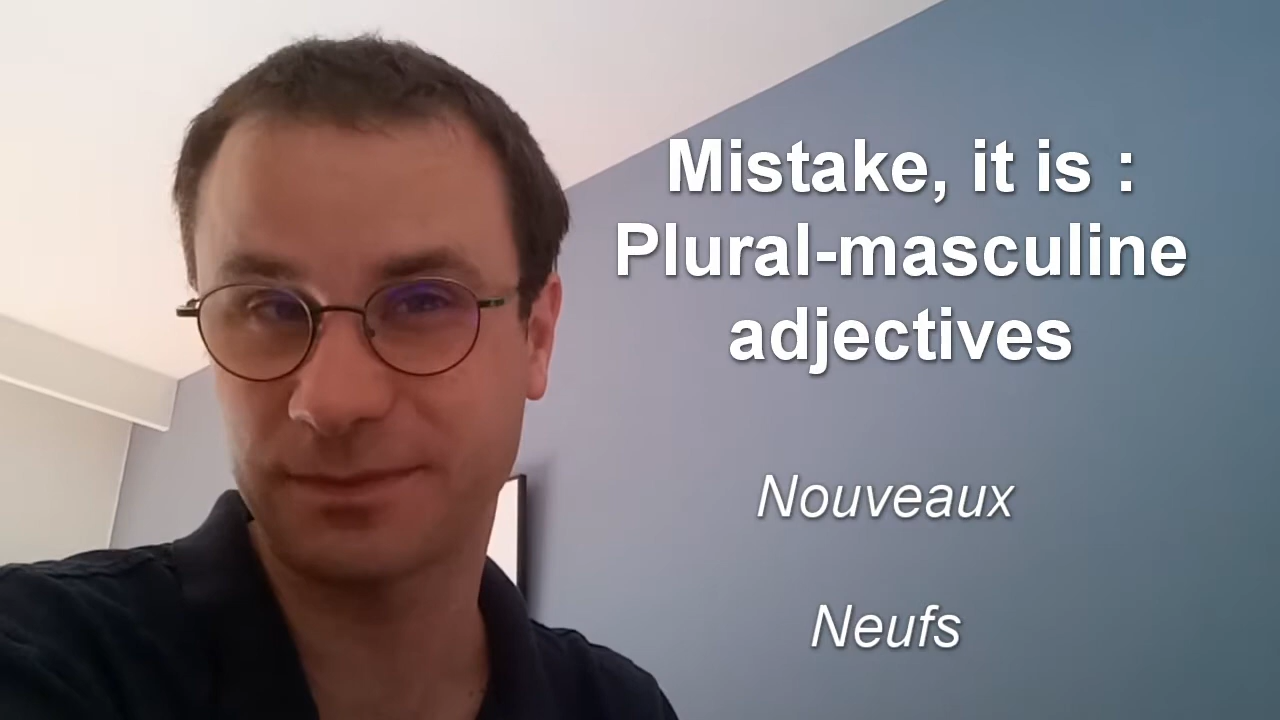 Mistake, it is :
Plural-masculine
adjectives
Nouveaux
Neufs